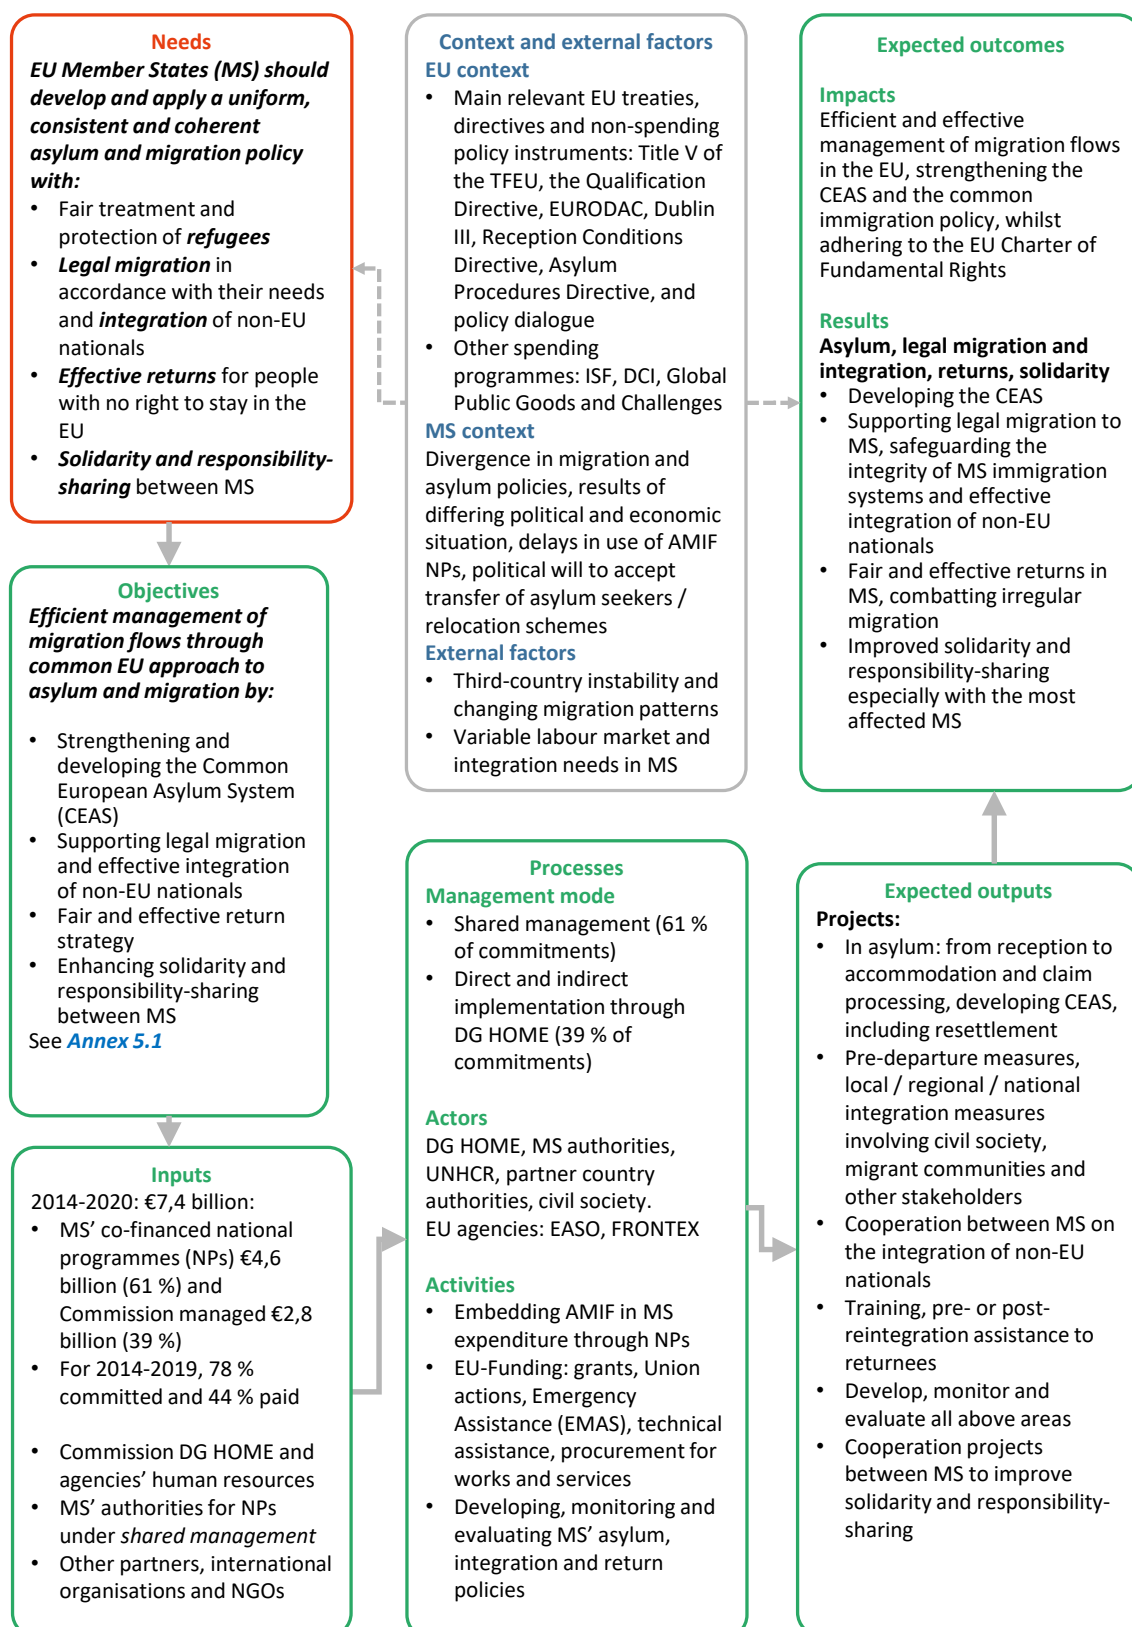 Needs
EU Member States (MS) should
develop and apply a uniform,
consistent and coherent
asylum and migration policy
with:
• Fair treatment and
protection of refugees
• Legal migration in
accordance with their needs
and integration of non-EU
nationals
• Effective returns for people
with no right to stay in the
EU
• Solidarity and responsibility-
sharing between MS
Objectives
Efficient management of
migration flows through
common EU approach to
asylum and migration by:
• Strengthening and
developing the Common
European Asylum System
(CEAS)
• Supporting legal migration
and effective integration
of non-EU nationals
• Fair and effective return
strategy
• Enhancing solidarity and
responsibility-sharing
between MS
See Annex 5.1
Inputs
2014-2020: €7,4 billion:
• MS’ co-financed national
programmes (NPs) €4,6
billion (61 %) and
Commission managed €2,8
billion (39 %)
• For 2014-2019, 78 %
committed and 44 % paid
• Commission DG HOME and
agencies’ human resources
• MS’ authorities for NPs
under shared management
• Other partners, international
organisations and NGOs
Context and external factors
EU context
• Main relevant EU treaties,
directives and non-spending
policy instruments: Title V of
the TFEU, the Qualification
Directive, EURODAC, Dublin
III, Reception Conditions
Directive, Asylum
Procedures Directive, and
policy dialogue
• Other spending
programmes: ISF, DCI, Global
Public Goods and Challenges
MS context
Divergence in migration and
asylum policies, results of
differing political and economic
situation, delays in use of AMIF
NPs, political will to accept
transfer of asylum seekers /
relocation schemes
External factors
• Third-country instability and
changing migration patterns
• Variable labour market and
integration needs in MS
Processes
Management mode
• Shared management (61 %
of commitments)
• Direct and indirect
implementation through
DG HOME (39 % of
commitments)
Actors
DG HOME, MS authorities,
UNHCR, partner country
authorities, civil society.
EU agencies: EASO, FRONTEX
Activities
• Embedding AMIF in MS
expenditure through NPs
• EU-Funding: grants, Union
actions, Emergency
Assistance (EMAS), technical
assistance, procurement for
works and services
• Developing, monitoring and
evaluating MS’ asylum,
integration and return
policies
Expected outcomes
Impacts
Efficient and effective
management of migration flows
in the EU, strengthening the
CEAS and the common
immigration policy, whilst
adhering to the EU Charter of
Fundamental Rights
Results
Asylum, legal migration and
integration, returns, solidarity
• Developing the CEAS
• Supporting legal migration to
MS, safeguarding the
integrity of MS immigration
systems and effective
integration of non-EU
nationals
• Fair and effective returns in
MS, combatting irregular
migration
• Improved solidarity and
responsibility-sharing
especially with the most
affected MS
Expected outputs
Projects:
• In asylum: from reception to
accommodation and claim
processing, developing CEAS,
including resettlement
• Pre-departure measures,
local / regional / national
integration measures
involving civil society,
migrant communities and
other stakeholders
• Cooperation between MS on
the integration of non-EU
nationals
• Training, pre- or post-
reintegration assistance to
returnees
• Develop, monitor and
evaluate all above areas
• Cooperation projects
between MS to improve
solidarity and responsibility-
sharing